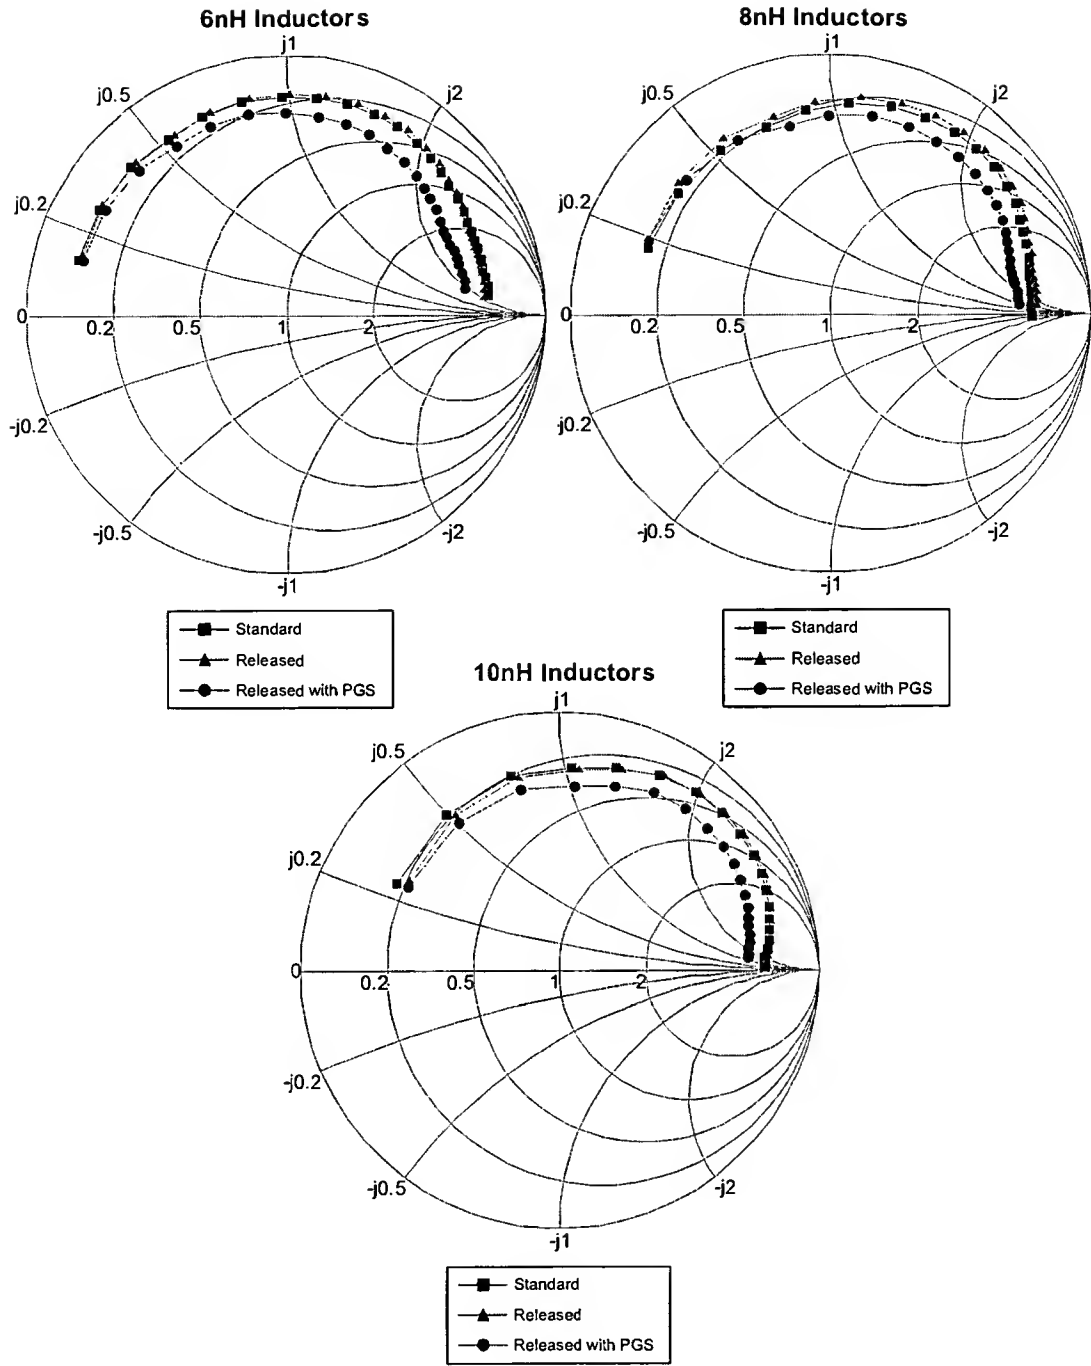 6nH Inductors
j1
j0.5
j2
j0.2
0
0.2
0.5
1
2
-j0.2
-j0.5
-j2
-j1
Standard
Released
Released with PGS
8nH Inductors
j1
j0.5
j2
j0.2
0
0.2
0.5
1
2
-j0.2
-j0.5
-j2
-j1
Standard
Released
Released with PGS
10nH Inductors
j1
j0.5
j2
j0.2
0
0.2
0.5
1
2
-j0.2
-j0.5
-j2
-j1
Standard
Released
Released with PGS